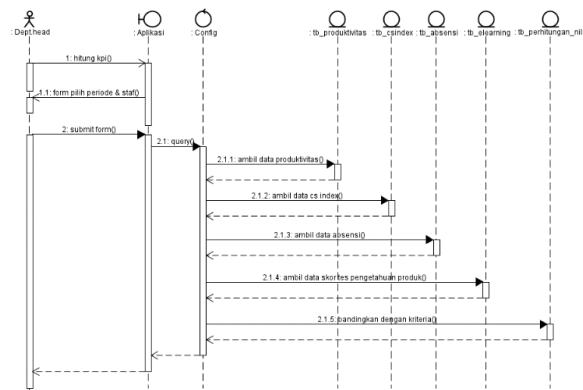 : Dept.head
: Aplikasi
: Config
: tb_produktivitas
: tb_csindex
: tb_absensi
: tb_elearning
: tb_perhitungan_nil
1: hitung kpi()
1.1: form pilih periode & staf()
2: submit form()
2.1: query()
2.1.1: ambil data produktivitas()
2.1.2: ambil data cs index()
2.1.3: ambil data absensi()
2.1.4: ambil data skor tes pengetahuan produk()
2.1.5: bandingkan dengan kriteria()